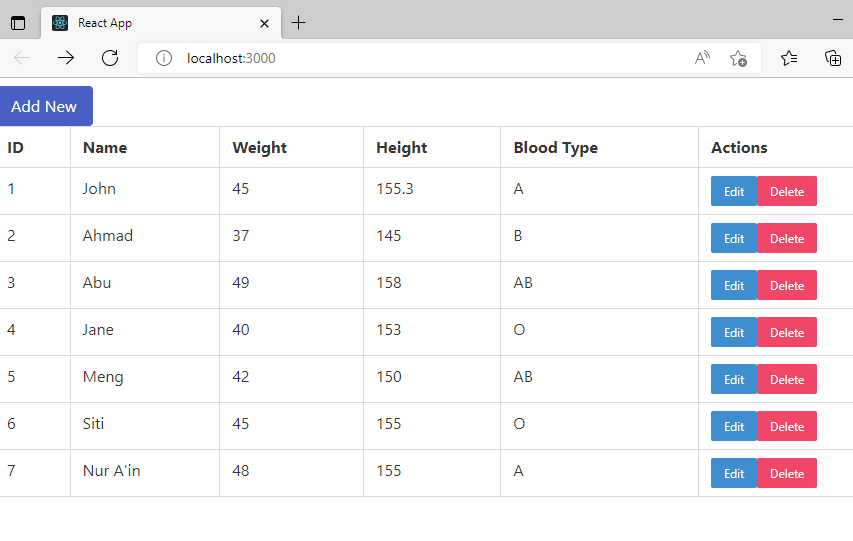 React App
localhost:3000
Add New
ID Name Weight Height Blood Type Actions
1 John 45 155.3 A Edit Delete
2 Ahmad 37 145 B Edit Delete
3 Abu 49 158 AB Edit Delete
4 Jane 40 153 O Edit Delete
5 Meng 42 150 AB Edit Delete
6 Siti 45 155 O Edit Delete
7 Nur A'in 48 155 A Edit Delete